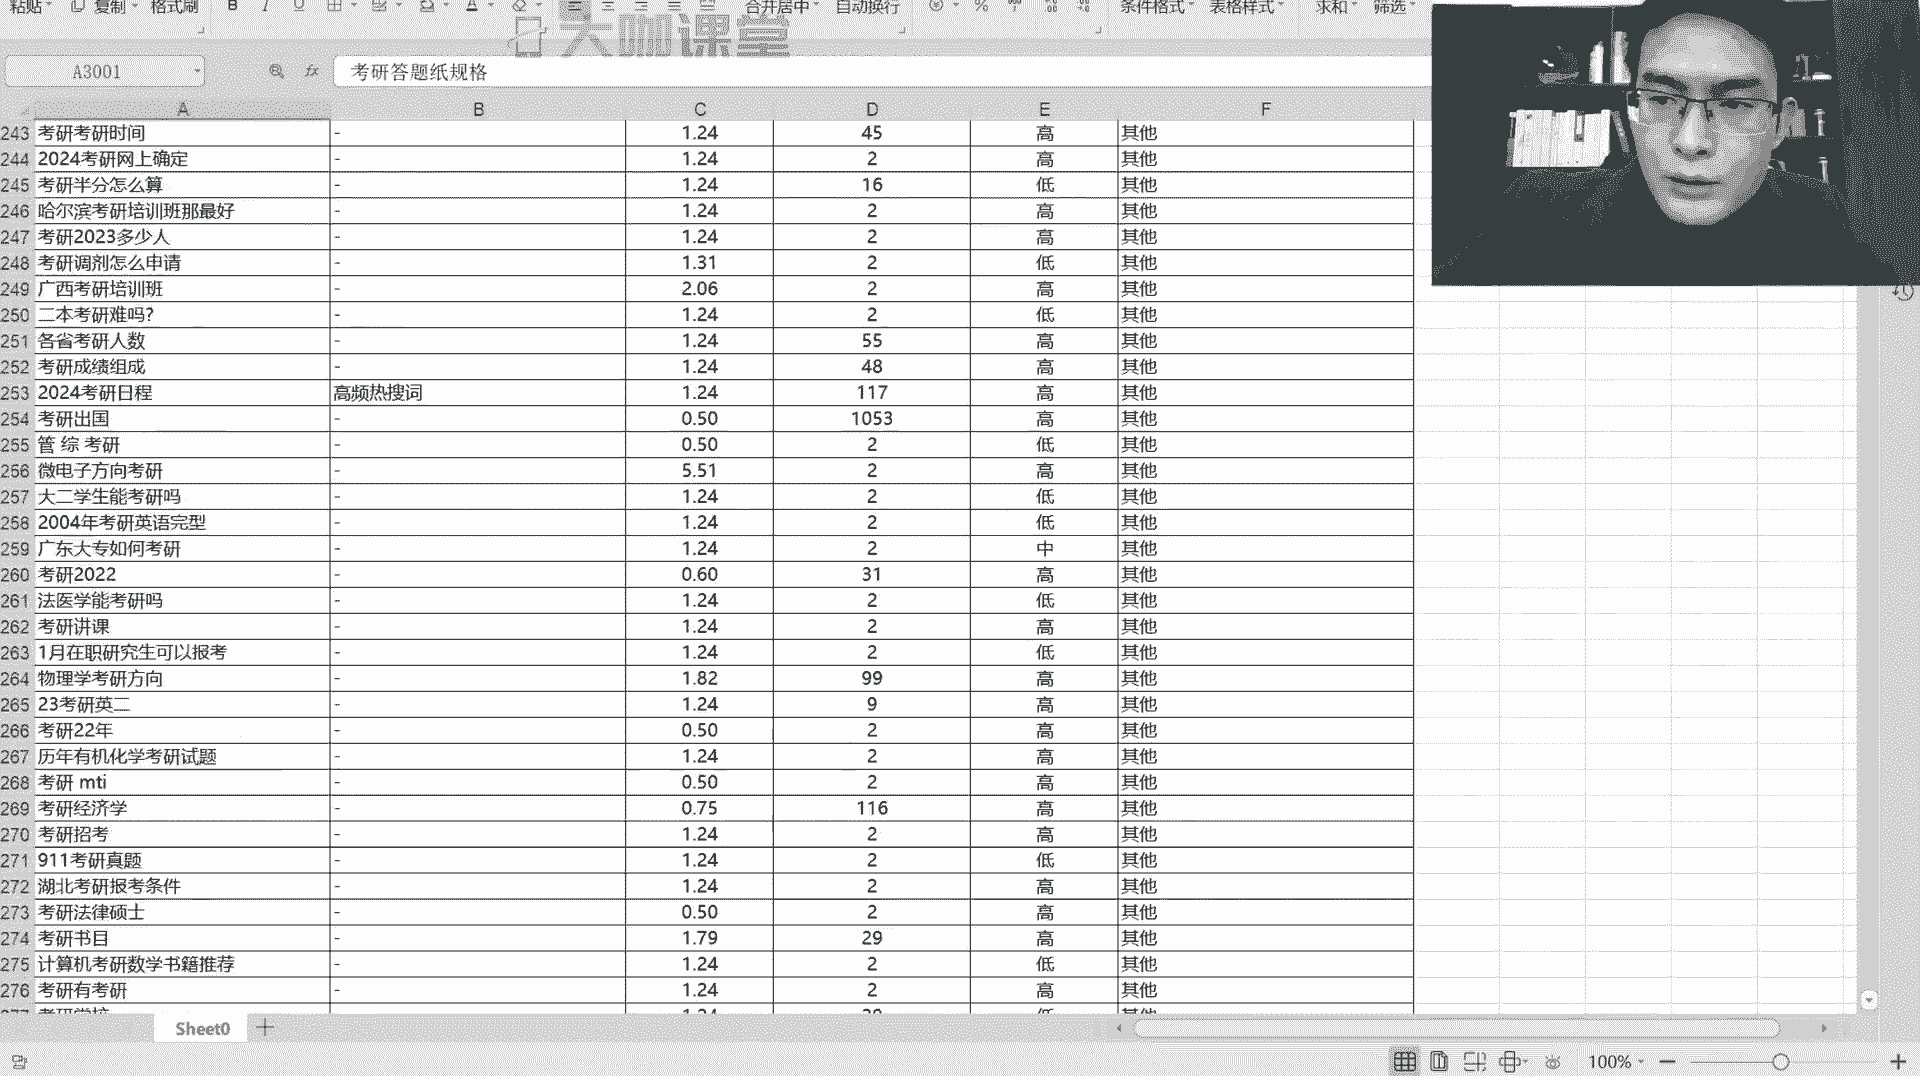 粘贴 复制 格式刷 B I U A 合并居中 自动换行 % 条件格式 表格样式 求和 筛选
大咖课堂
A3001 fx 考研答题纸规格
A B C D E F
243 考研考研时间 - 1.24 45 高 其他
244 2024考研网上确定 - 1.24 2 高 其他
245 考研半分怎么算 - 1.24 16 低 其他
246 哈尔滨考研培训班那最好 - 1.24 2 高 其他
247 考研2023多少人 - 1.24 2 高 其他
248 考研调剂怎么申请 - 1.31 2 低 其他
249 广西考研培训班 - 2.06 2 高 其他
250 二本考研难吗? - 1.24 2 低 其他
251 各省考研人数 - 1.24 55 高 其他
252 考研成绩组成 - 1.24 48 高 其他
253 2024考研日程 高频热搜词 1.24 117 高 其他
254 考研出国 - 0.50 1053 高 其他
255 管 综 考研 - 0.50 2 低 其他
256 微电子方向考研 - 5.51 2 高 其他
257 大二学生能考研吗 - 1.24 2 低 其他
258 2004年考研英语完型 - 1.24 2 低 其他
259 广东大专如何考研 - 1.24 2 中 其他
260 考研2022 - 0.60 31 高 其他
261 法医学能考研吗 - 1.24 2 低 其他
262 考研讲课 - 1.24 2 高 其他
263 1月在职研究生可以报考 - 1.24 2 低 其他
264 物理学考研方向 - 1.82 99 高 其他
265 23考研英二 - 1.24 9 高 其他
266 考研22年 - 0.50 2 高 其他
267 历年有机化学考研试题 - 1.24 2 高 其他
268 考研 mti - 0.50 2 高 其他
269 考研经济学 - 0.75 116 高 其他
270 考研招考 - 1.24 2 高 其他
271 911考研真题 - 1.24 2 低 其他
272 湖北考研报考条件 - 1.24 2 高 其他
273 考研法律硕士 - 0.50 2 高 其他
274 考研书目 - 1.79 29 高 其他
275 计算机考研数学书籍推荐 - 1.24 2 低 其他
276 考研有考研 - 1.24 2 高 其他
Sheet0
100%